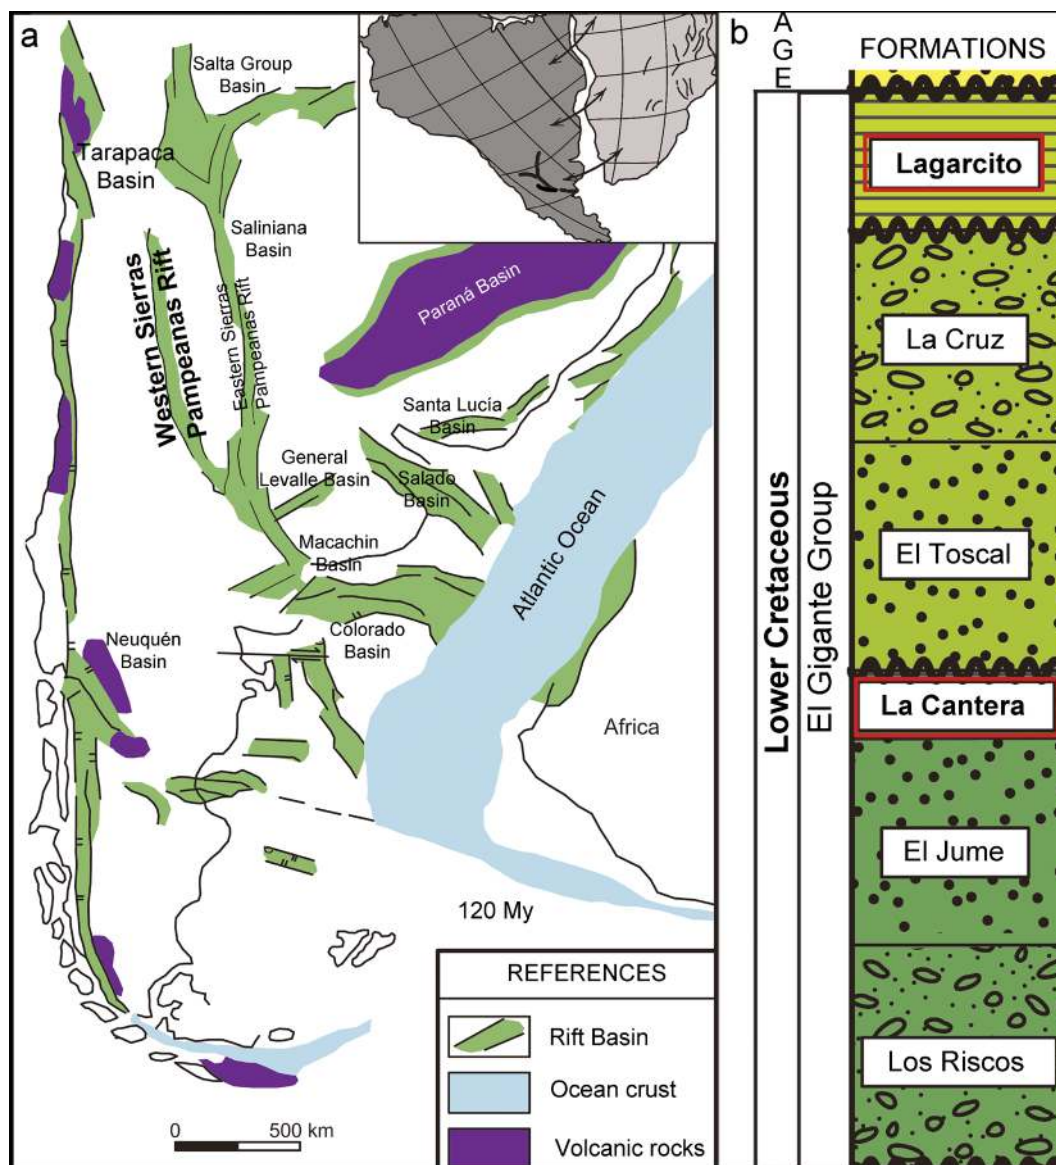 a
Salta Group
Basin
Tarapaca
Basin
Saliniana
Basin
Western Sierras
Pampeanas Rift
Eastern Sierras
Pampeanas Rift
Paraná Basin
Santa Lucía
Basin
General
Levalle Basin
Salado
Basin
Macachin
Basin
Atlantic Ocean
Neuquén
Basin
Colorado
Basin
Africa
120 My
REFERENCES
Rift Basin
Ocean crust
Volcanic rocks
0 500 km
b
AGE
FORMATIONS
Lower Cretaceous
El Gigante Group
Lagarcito
La Cruz
El Toscal
La Cantera
El Jume
Los Riscos